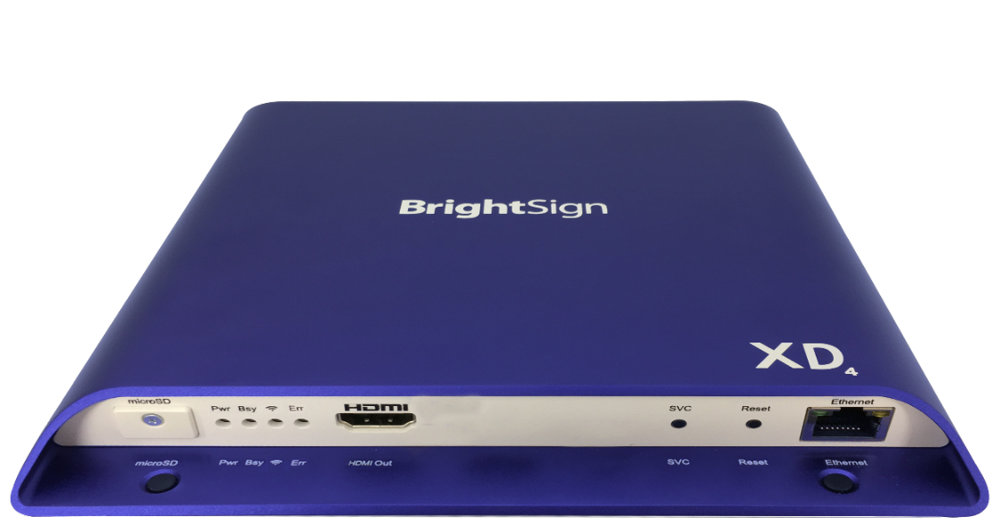 BrightSign
XD4
microSD
Pwr Bsy Err
HDMI
SVC
Reset
Ethernet
microSD
Pwr Bsy Err
HDMI Out
SVC
Reset
Ethernet